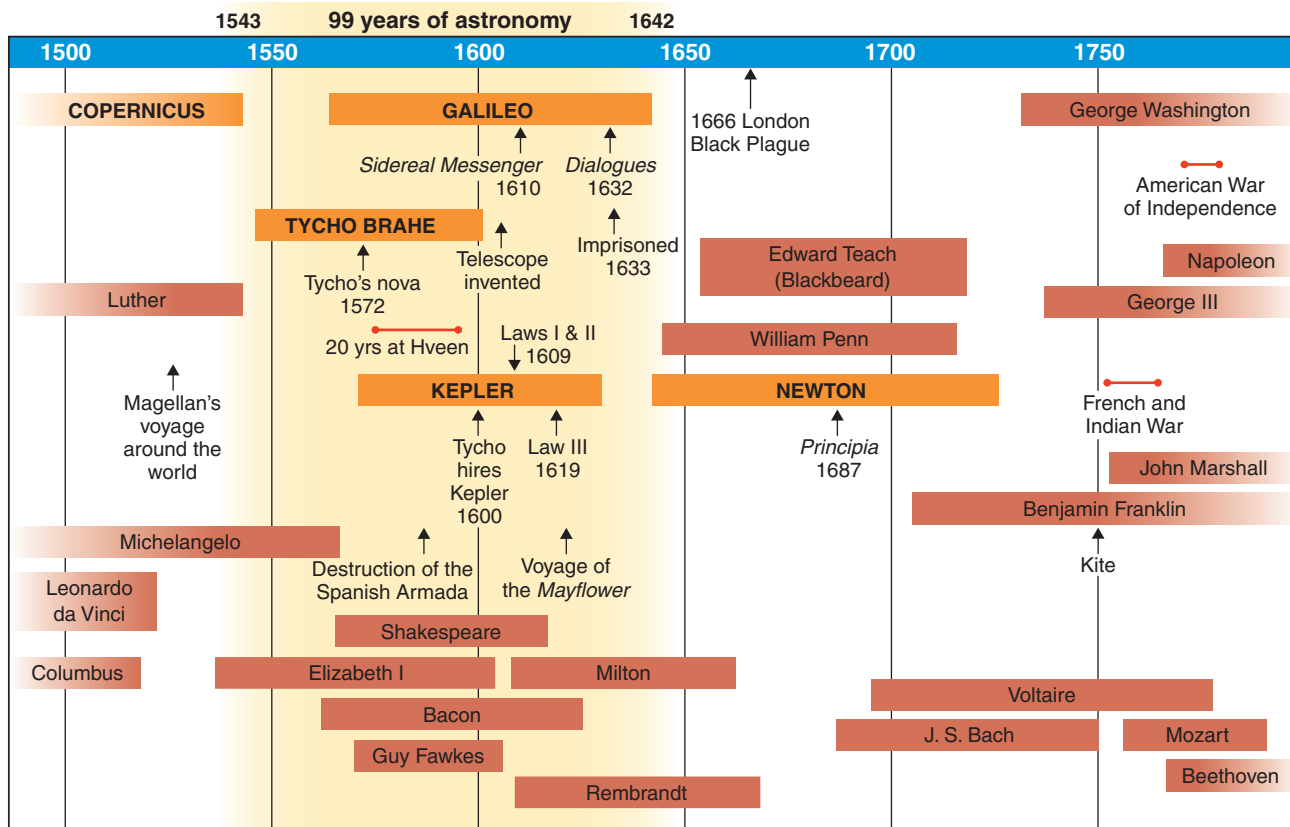 1543
99 years of astronomy
1642
1500
1550
1600
1650
1700
1750
COPERNICUS
GALILEO
George Washington
1666 London
Black Plague
Sidereal Messenger
1610
Dialogues
1632
American War
of Independence
TYCHO BRAHE
Tycho's nova
1572
Telescope
invented
Imprisoned
1633
Edward Teach
(Blackbeard)
Napoleon
Luther
George III
20 yrs at Hveen
Laws I & II
1609
William Penn
KEPLER
NEWTON
Magellan's
voyage
around the
world
Tycho
hires
Kepler
1600
Law III
1619
Principia
1687
French and
Indian War
John Marshall
Benjamin Franklin
Michelangelo
Destruction of the
Spanish Armada
Voyage of
the Mayflower
Kite
Leonardo
da Vinci
Shakespeare
Columbus
Elizabeth I
Milton
Voltaire
Bacon
J. S. Bach
Mozart
Guy Fawkes
Beethoven
Rembrandt